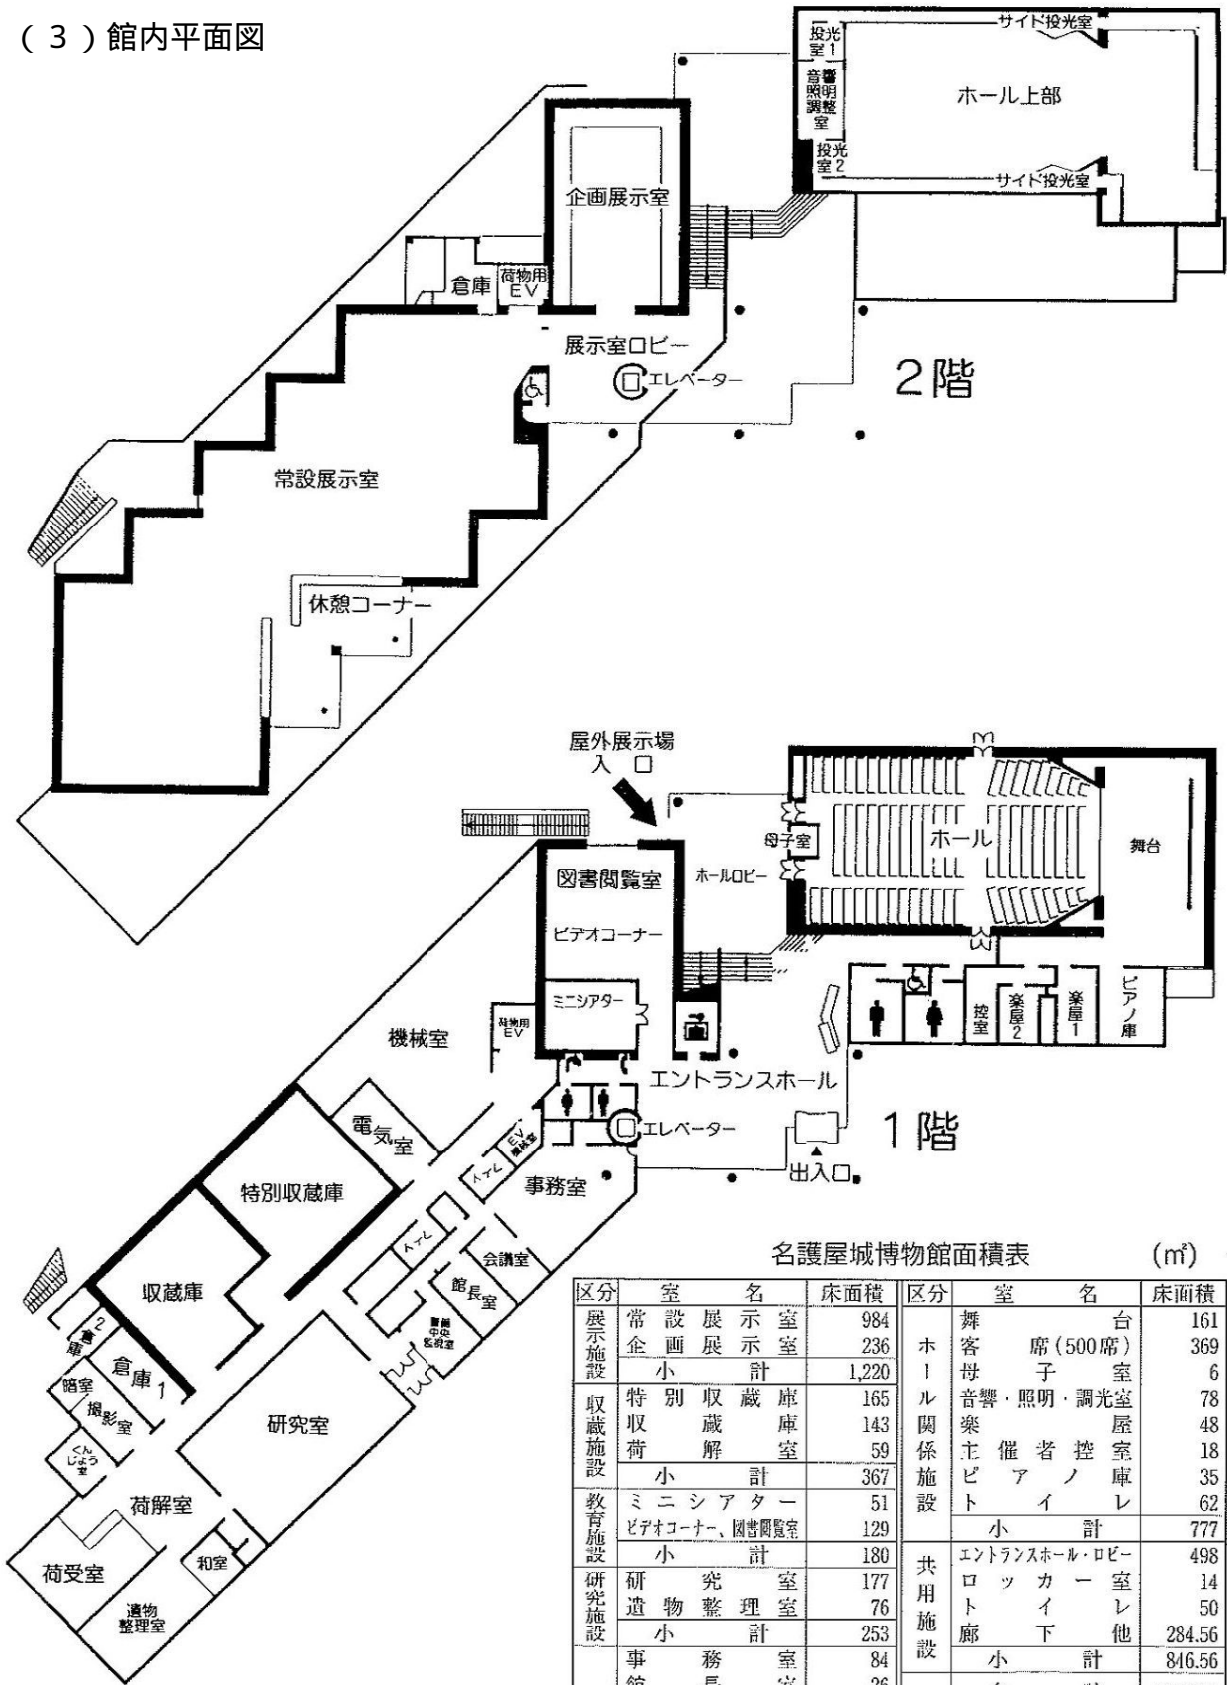 （３）館内平面図
サイド投光室
投光室1
音響照明調整室
投光室2
ホール上部
サイド投光室
企画展示室
倉庫
荷物用EV
展示室ロビー
エレベーター
2階
常設展示室
休憩コーナー
屋外展示場
入口
図書閲覧室
ビデオコーナー
ミニシアター
ホールロビー
母子室
ホール
舞台
控室
楽屋2
楽屋1
ピアノ庫
機械室
荷物用EV
エントランスホール
電気室
EV機械室
エレベーター
1階
出入口
事務室
特別収蔵庫
会議室
館長室
収蔵庫
2倉庫
倉庫1
暗室
撮影室
くんじょう室
研究室
荷解室
荷受室
和室
遺物整理室
名護屋城博物館面積表 (㎡)
区分 室名 床面積 区分 室名 床面積
展示施設 常設展示室 984
企画展示室 236
小計 1,220
収蔵施設 特別収蔵庫 165
収蔵庫 143
荷解室 59
小計 367
教育施設 ミニシアター 51
ビデオコーナー、図書閲覧室 129
小計 180
研究施設 研究室 177
遺物整理室 76
小計 253
事務室 84
館長室 26
ホール関係施設 舞台 161
客席(500席) 369
母子室 6
音響・照明・調光室 78
楽屋 48
主催者控室 18
ピアノ庫 35
トイレ 62
小計 777
共用施設 エントランスホール・ロビー 498
ロッカー室 14
トイレ 50
廊下他 284.56
小計 846.56